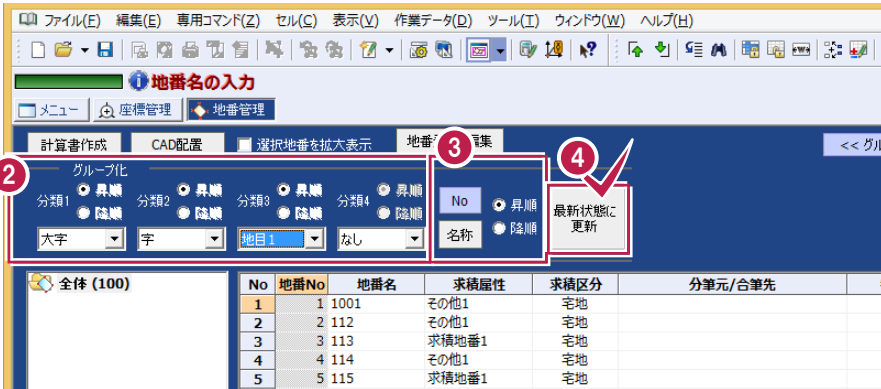 ファイル(F) 編集(E) 専用コマンド(Z) セル(C) 表示(V) 作業データ(D) ツール(T) ウィンドウ(W) ヘルプ(H)
地番名の入力
メニュー 座標管理 地番管理
計算書作成 CAD配置 選択地番を拡大表示 地番 編集 << グル
2 3 4
グループ化
分類1 昇順 降順 分類2 昇順 降順 分類3 昇順 降順 分類4 昇順 降順
大字 字 地目1 なし
No 昇順
名称 降順
最新状態に
更新
全体 (100)
No 地番No 地番名 求積属性 求積区分 分筆元/合筆先
1 1 1001 その他1 宅地
2 2 112 その他1 宅地
3 3 113 求積地番1 宅地
4 4 114 その他1 宅地
5 5 115 求積地番1 宅地